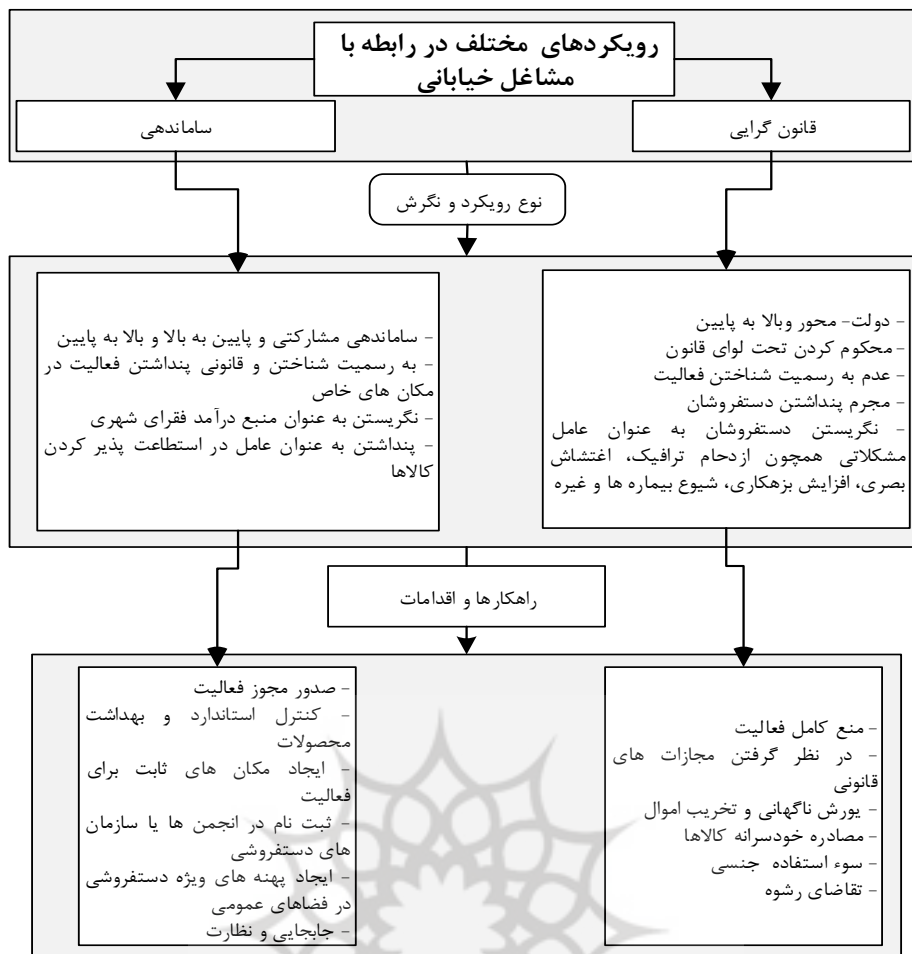 رویکردهای مختلف در رابطه با
مشاغل خیابانی
قانون گرایی
ساماندهی
نوع رویکرد و نگرش
- دولت- محور وبالا به پایین
- محکوم کردن تحت لوای قانون
- عدم به رسمیت شناختن فعالیت
- مجرم پنداشتن دستفروشان
- نگریستن دستفروشان به عنوان عامل
مشکلاتی همچون ازدحام ترافیک، اغتشاش
بصری، افزایش بزهکاری، شیوع بیماره ها و غیره
- ساماندهی مشارکتی و پایین به بالا و بالا به پایین
- به رسمیت شناختن و قانونی پنداشتن فعالیت در
مکان های خاص
- نگریستن به عنوان منبع درآمد فقرای شهری
- پنداشتن به عنوان عامل در استطاعت پذیر کردن
کالاها
راهکارها و اقدامات
- منع کامل فعالیت
- در نظر گرفتن مجازات های
قانونی
- یورش ناگهانی و تخریب اموال
- مصادره خودسرانه کالاها
- سوء استفاده جنسی
- تقاضای رشوه
- صدور مجوز فعالیت
- کنترل استاندارد و بهداشت
محصولات
- ایجاد مکان های ثابت برای
فعالیت
- ثبت نام در انجمن ها یا سازمان
های دستفروشی
- ایجاد پهنه های ویژه دستفروشی
در فضاهای عمومی
- جابجایی و نظارت